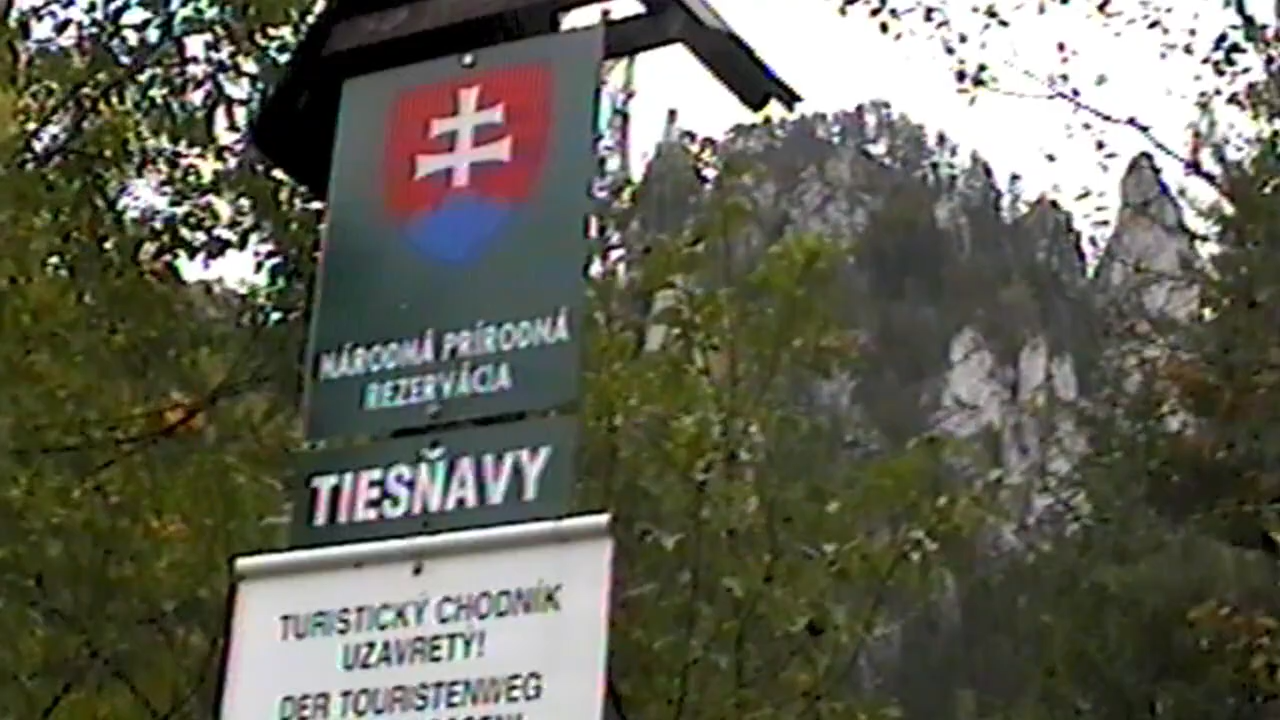 NÁRODNÁ PRÍRODNÁ
REZERVÁCIA
TIESŇAVY
TURISTICKÝ CHODNÍK
UZAVRETÝ!
DER TOURISTENWEG